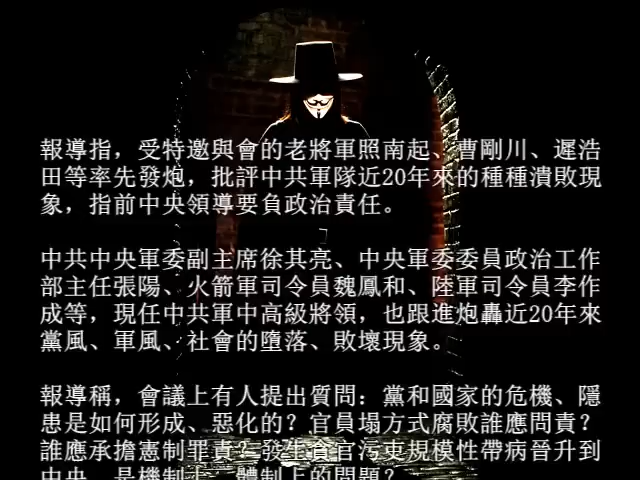 報導指，受特邀與會的老將軍照南起、曹剛川、遲浩
田等率先發炮，批評中共軍隊近20年來的種種潰敗現
象，指前中央領導要負政治責任。
中共中央軍委副主席徐其亮、中央軍委委員政治工作
部主任張陽、火箭軍司令員魏鳳和、陸軍司令員李作
成等，現任中共軍中高級將領，也跟進炮轟近20年來
黨風、軍風、社會的墮落、敗壞現象。
報導稱，會議上有人提出質問：黨和國家的危機、隱
患是如何形成、惡化的？官員塌方式腐敗誰應問責？
誰應承擔憲制罪責？發生貪官污吏規模性帶病晉升到
中央，是機制上、體制上的問題？